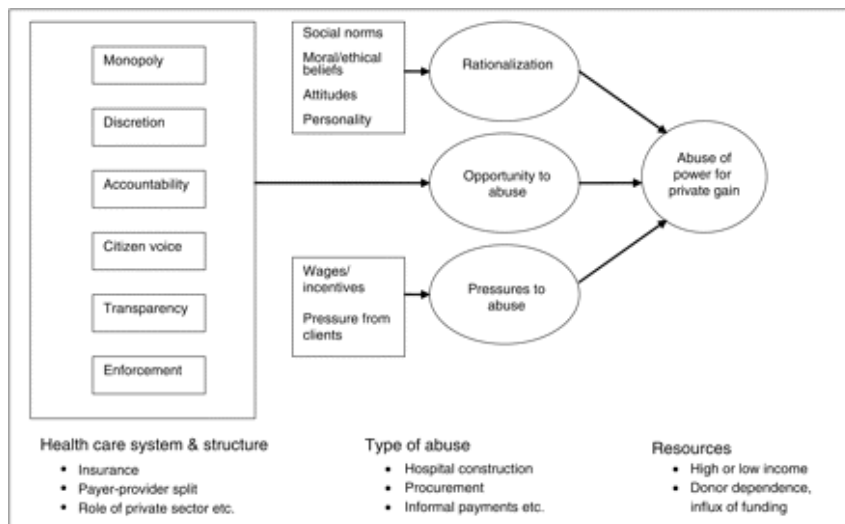 Monopoly
Discretion
Accountability
Citizen voice
Transparency
Enforcement
Social norms
Moral/ethical
beliefs
Attitudes
Personality
Rationalization
Opportunity to
abuse
Wages/
incentives
Pressure from
clients
Pressures to
abuse
Abuse of
power for
private gain
Health care system & structure
• Insurance
• Payer-provider split
• Role of private sector etc.
Type of abuse
• Hospital construction
• Procurement
• Informal payments etc.
Resources
• High or low income
• Donor dependence,
influx of funding